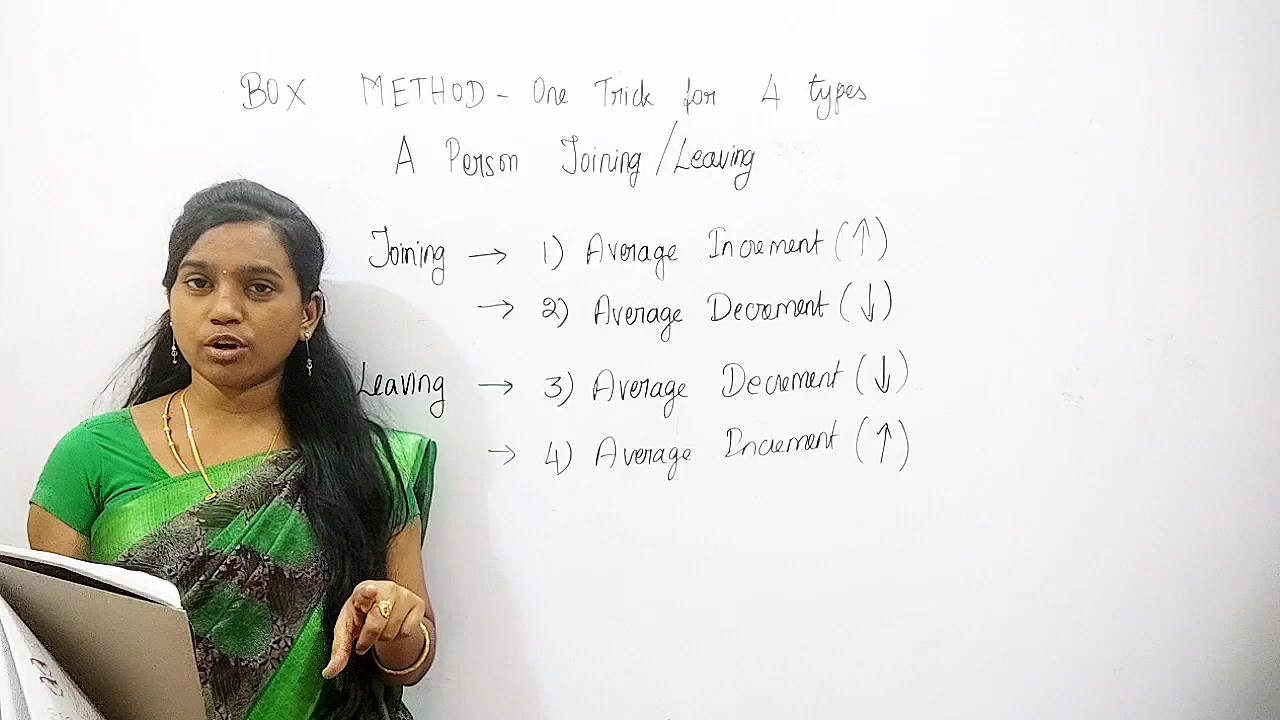 BOX METHOD - One Trick for 4 types
A Person Joining/Leaving
Joining → 1) Average Increment (↑)
→ 2) Average Decrement (↓)
Leaving → 3) Average Decrement (↓)
→ 4) Average Increment (↑)